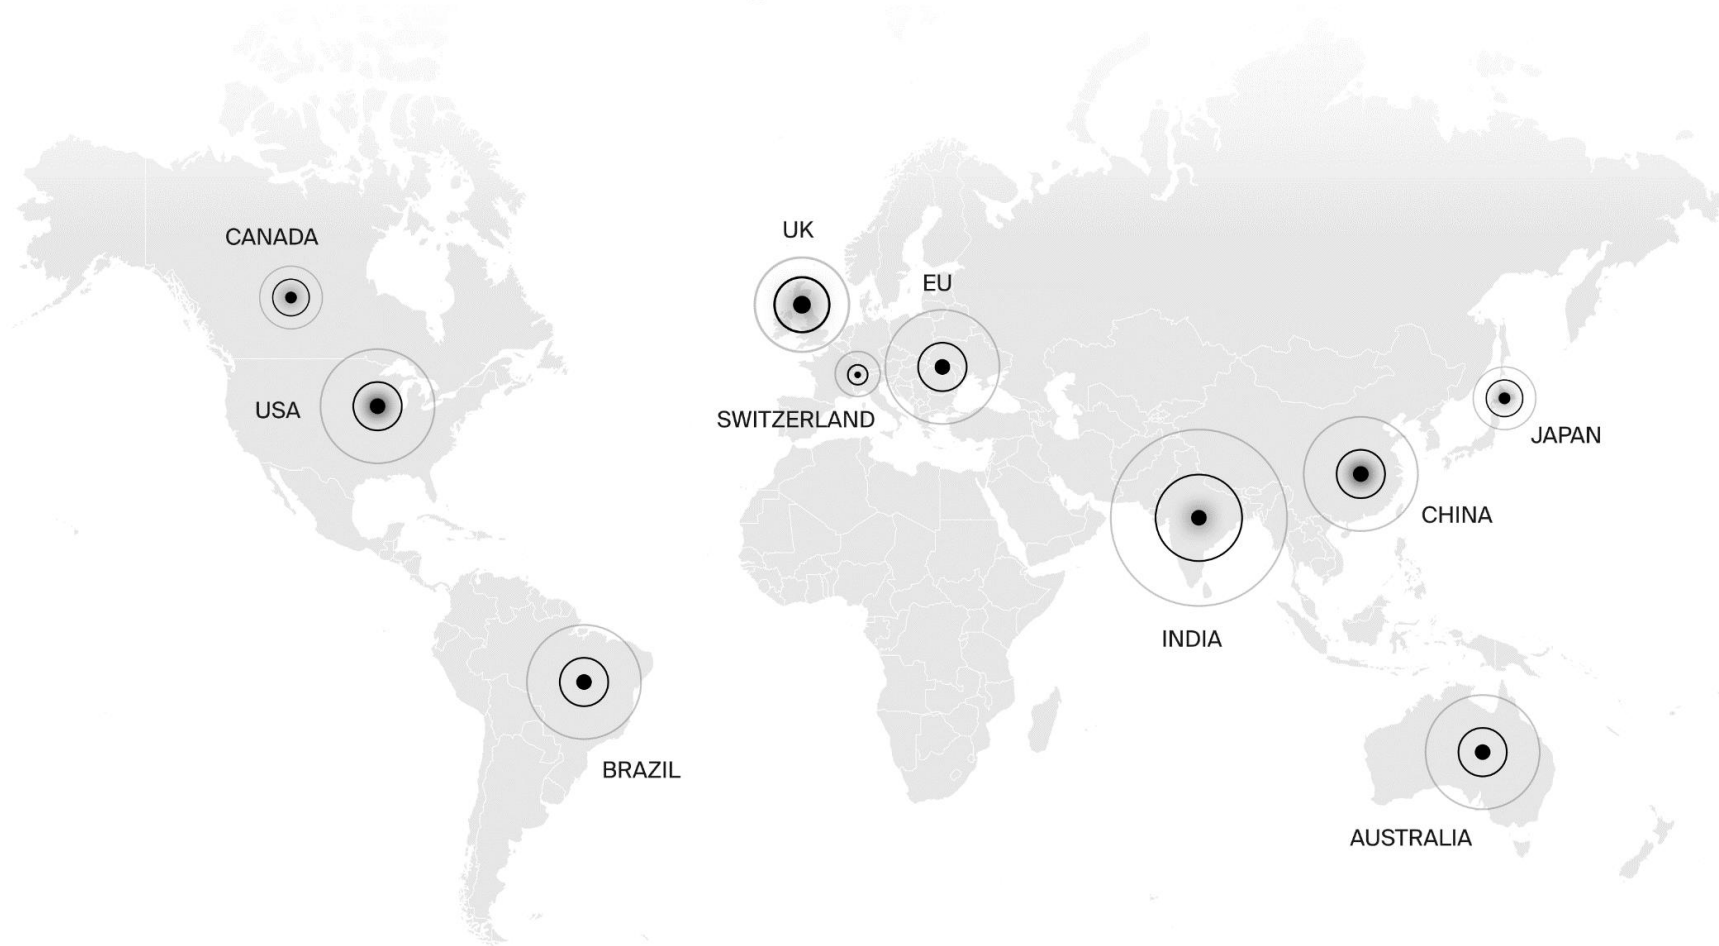 CANADA
UK
EU
USA
SWITZERLAND
JAPAN
CHINA
INDIA
BRAZIL
AUSTRALIA